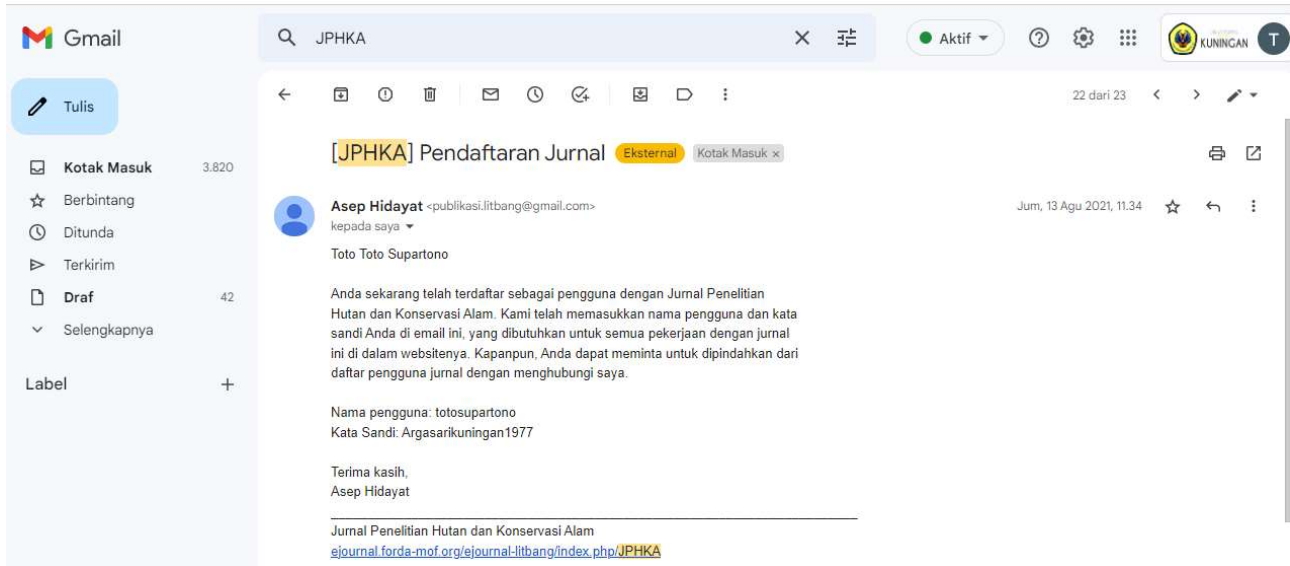 Gmail
JPHKA
Aktif
KUNINGAN
T
Tulis
22 dari 23
Kotak Masuk 3.820
Berbintang
Ditunda
Terkirim
Draf 42
Selengkapnya
Label
[JPHKA] Pendaftaran Jurnal Eksternal Kotak Masuk ×
Asep Hidayat <publikasi.litbang@gmail.com> Jum, 13 Agu 2021, 11.34
kepada saya
Toto Toto Supartono
Anda sekarang telah terdaftar sebagai pengguna dengan Jurnal Penelitian
Hutan dan Konservasi Alam. Kami telah memasukkan nama pengguna dan kata
sandi Anda di email ini, yang dibutuhkan untuk semua pekerjaan dengan jurnal
ini di dalam websitenya. Kapanpun, Anda dapat meminta untuk dipindahkan dari
daftar pengguna jurnal dengan menghubungi saya.
Nama pengguna: totosupartono
Kata Sandi: Argasarikuningan1977
Terima kasih,
Asep Hidayat
Jurnal Penelitian Hutan dan Konservasi Alam
ejournal.forda-mof.org/ejournal-litbang/index.php/JPHKA